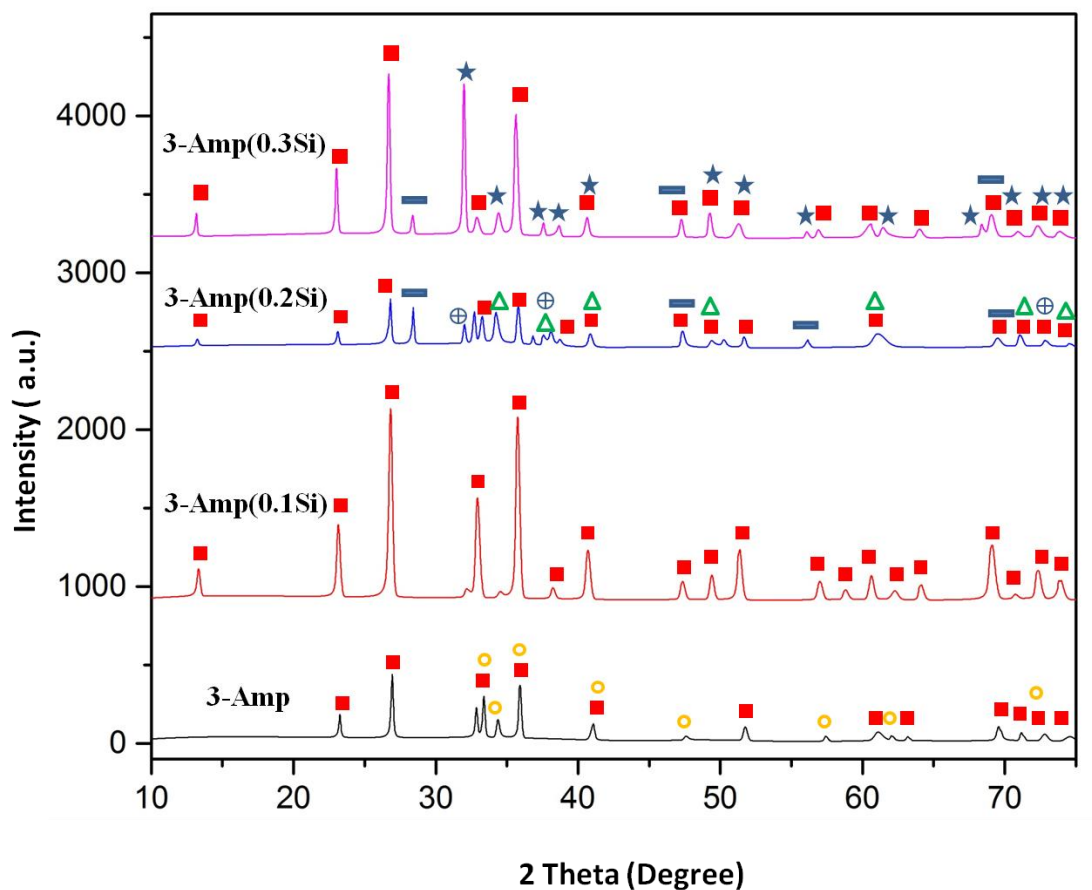 4000
3-Amp(0.3Si)
3000
3-Amp(0.2Si)
2000
3-Amp(0.1Si)
1000
3-Amp
0
10 20 30 40 50 60 70
Intensity ( a.u.)
2 Theta (Degree)